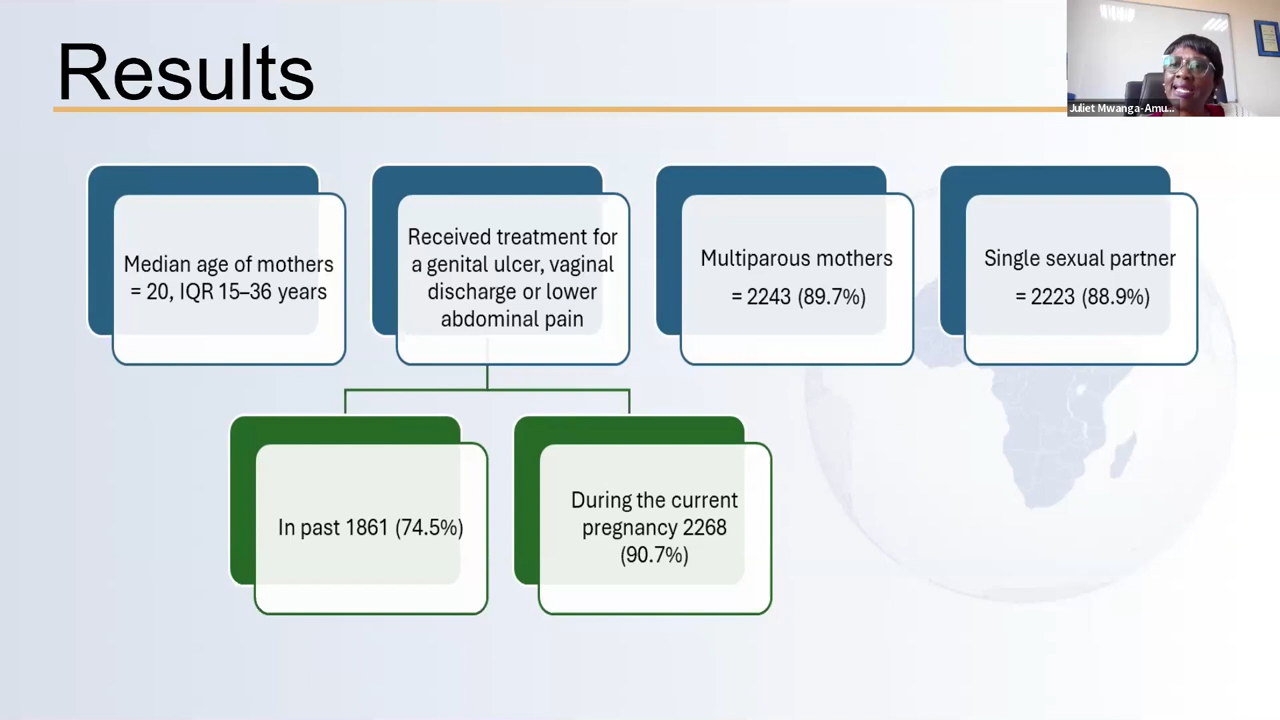 Results
Juliet Mwanga-Amu...
Median age of mothers
= 20, IQR 15–36 years
Received treatment for
a genital ulcer, vaginal
discharge or lower
abdominal pain
Multiparous mothers
= 2243 (89.7%)
Single sexual partner
= 2223 (88.9%)
In past 1861 (74.5%)
During the current
pregnancy 2268
(90.7%)